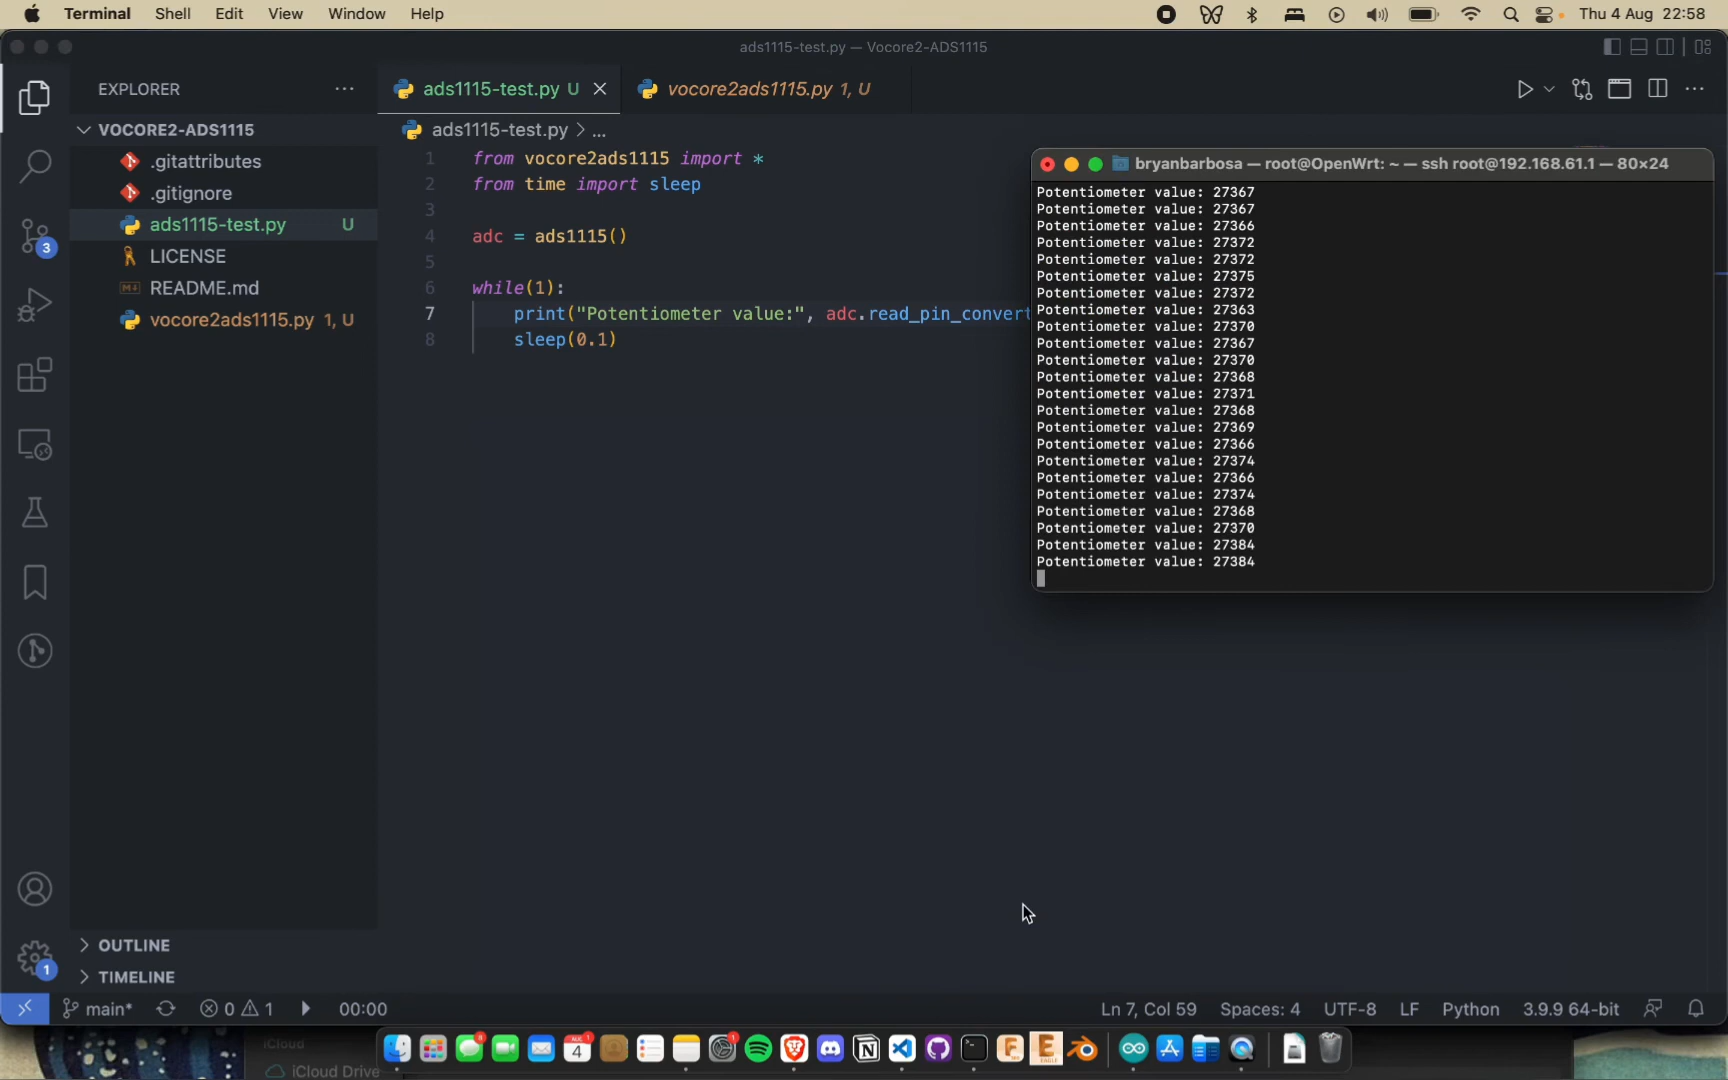 Terminal Shell Edit View Window Help Thu 4 Aug 22:58
ads1115-test.py — Vocore2-ADS1115
EXPLORER
ads1115-test.py U
vocore2ads1115.py 1, U
VOCORE2-ADS1115
.gitattributes
.gitignore
ads1115-test.py U
LICENSE
README.md
vocore2ads1115.py 1, U
3
OUTLINE
TIMELINE
1
ads1115-test.py > ...
1 from vocore2ads1115 import *
2 from time import sleep
3
4 adc = ads1115()
5
6 while(1):
7 print("Potentiometer value:", adc.read_pin_convert
8 sleep(0.1)
bryanbarbosa — root@OpenWrt: ~ — ssh root@192.168.61.1 — 80×24
Potentiometer value: 27367
Potentiometer value: 27367
Potentiometer value: 27366
Potentiometer value: 27372
Potentiometer value: 27372
Potentiometer value: 27375
Potentiometer value: 27372
Potentiometer value: 27363
Potentiometer value: 27370
Potentiometer value: 27367
Potentiometer value: 27370
Potentiometer value: 27368
Potentiometer value: 27371
Potentiometer value: 27368
Potentiometer value: 27369
Potentiometer value: 27366
Potentiometer value: 27374
Potentiometer value: 27366
Potentiometer value: 27374
Potentiometer value: 27368
Potentiometer value: 27370
Potentiometer value: 27384
Potentiometer value: 27384
main* 0 1 00:00 Ln 7, Col 59 Spaces: 4 UTF-8 LF Python 3.9.9 64-bit
iCloud
iCloud Drive
4
EAGLE